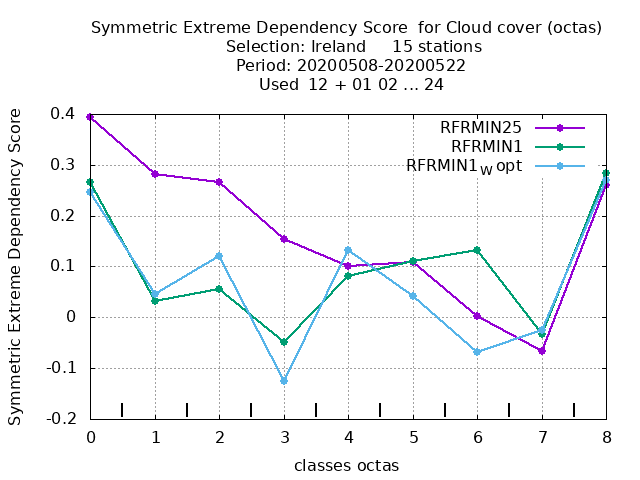 Symmetric Extreme Dependency Score for Cloud cover (octas)
Selection: Ireland 15 stations
Period: 20200508-20200522
Used 12 + 01 02 ... 24
Symmetric Extreme Dependency Score
0.4
0.3
0.2
0.1
0
-0.1
-0.2
RFRMIN25
RFRMIN1
RFRMIN1W opt
0 1 2 3 4 5 6 7 8
classes octas